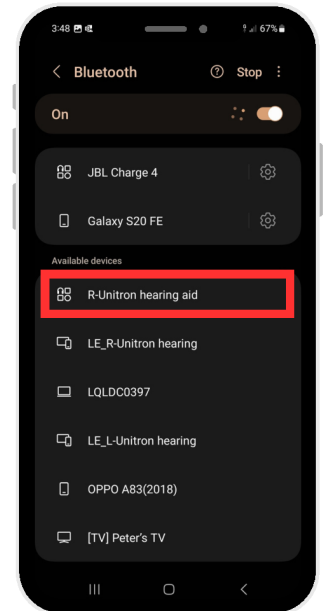 3:48 67%
Bluetooth Stop
On
JBL Charge 4
Galaxy S20 FE
Available devices
R-Unitron hearing aid
LE_R-Unitron hearing
LQLDC0397
LE_L-Unitron hearing
OPPO A83(2018)
[TV] Peter's TV